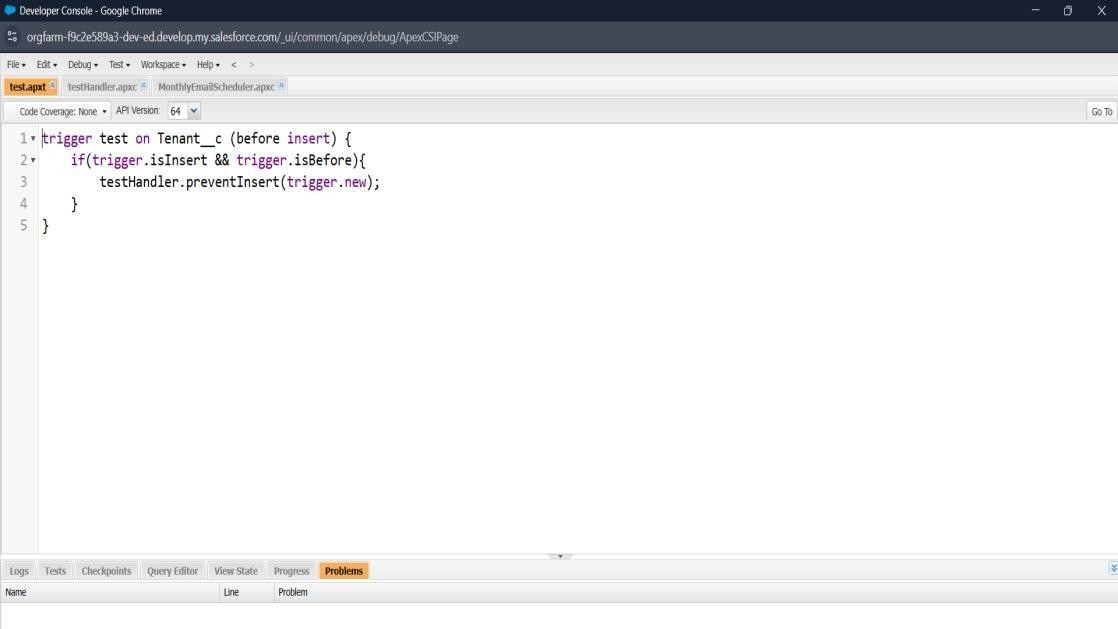 Developer Console - Google Chrome
orgfarm-f9c2e589a3-dev-ed.develop.my.salesforce.com/_ui/common/apex/debug/ApexCSIPage
File Edit Debug Test Workspace Help < >
test.apxt testHandler.apxc MonthlyEmailScheduler.apxc
Code Coverage: None API Version: 64 Go To
1 trigger test on Tenant__c (before insert) {
2 if(trigger.isInsert && trigger.isBefore){
3 testHandler.preventInsert(trigger.new);
4 }
5 }
Logs Tests Checkpoints Query Editor View State Progress Problems
Name Line Problem